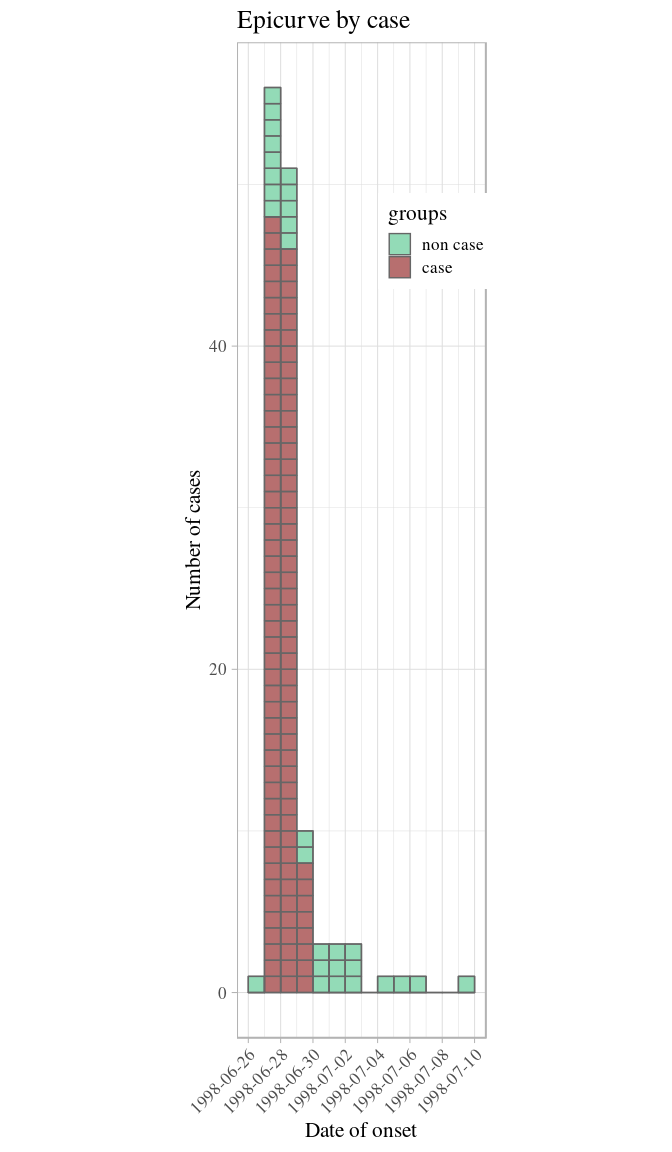 Epicurve by case
groups
non case
case
40
20
0
Number of cases
1998-06-26
1998-06-28
1998-06-30
1998-07-02
1998-07-04
1998-07-06
1998-07-08
1998-07-10
Date of onset